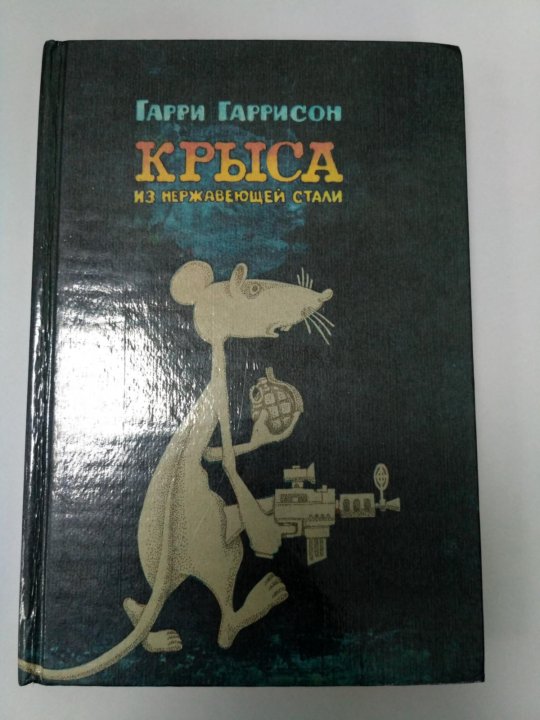 ГАРРИ ГАРРИСОН
КРЫСА
ИЗ НЕРЖАВЕЮЩЕЙ СТАЛИ